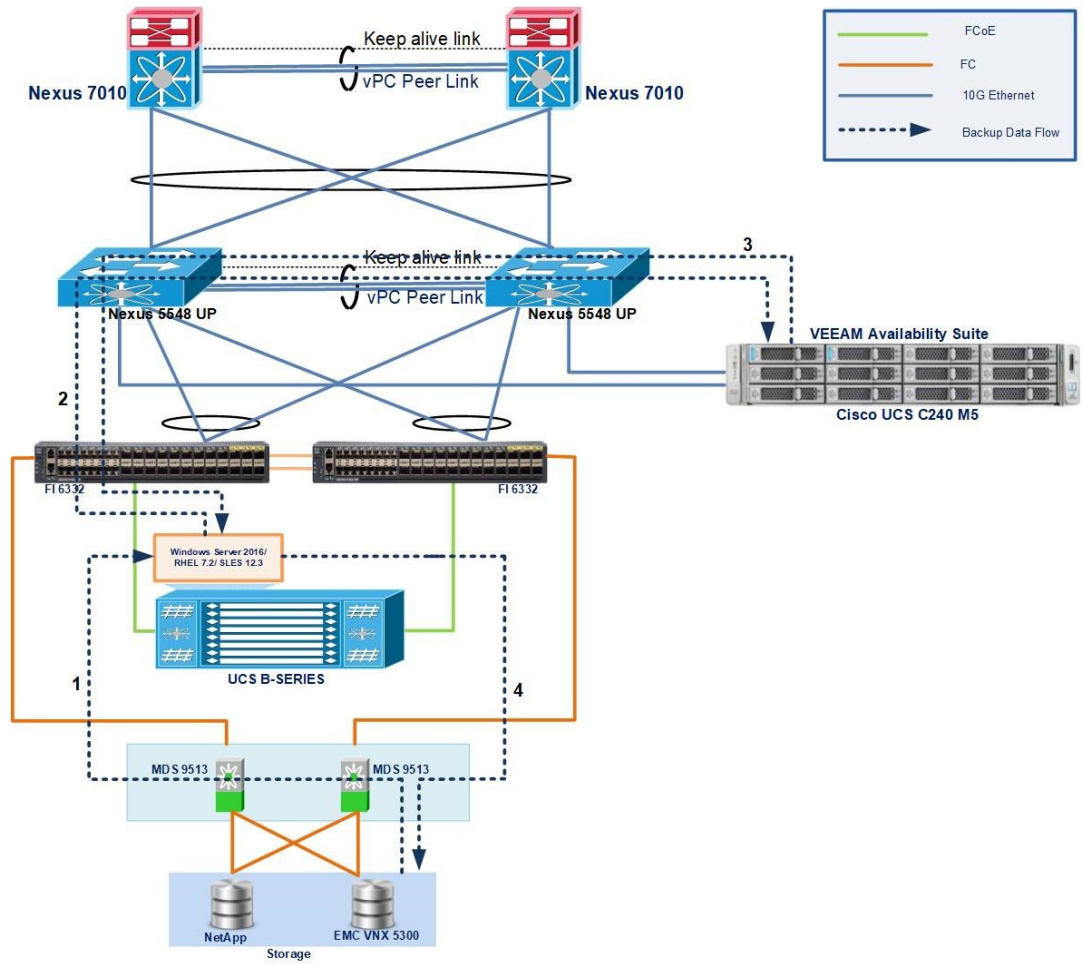 Keep alive link
vPC Peer Link
Nexus 7010
Nexus 7010
FCoE
FC
10G Ethernet
Backup Data Flow
Keep alive link
vPC Peer Link
Nexus 5548 UP
Nexus 5548 UP
3
VEEAM Availability Suite
Cisco UCS C240 M5
2
FI 6332
FI 6332
Windows Server 2016/
RHEL 7.2/ SLES 12.3
UCS B-SERIES
1
4
MDS 9513
MDS 9513
NetApp
EMC VNX 5300
Storage